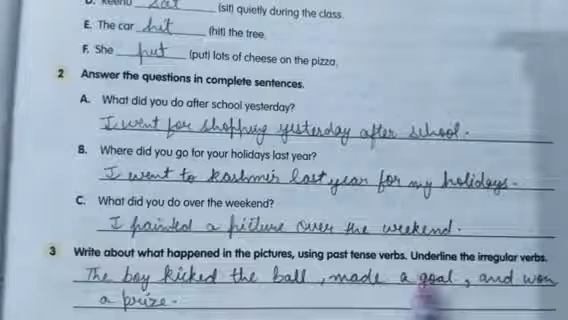 D. Reenu sat (sit) quietly during the class.
E. The car hit (hit) the tree.
F. She put (put) lots of cheese on the pizza.
2 Answer the questions in complete sentences.
A. What did you do after school yesterday?
I went for shopping yesterday after school.
B. Where did you go for your holidays last year?
I went to Kashmir last year for my holidays.
C. What did you do over the weekend?
I painted a picture over the weekend.
3 Write about what happened in the pictures, using past tense verbs. Underline the irregular verbs.
The boy kicked the ball, made a goal, and won
a prize.